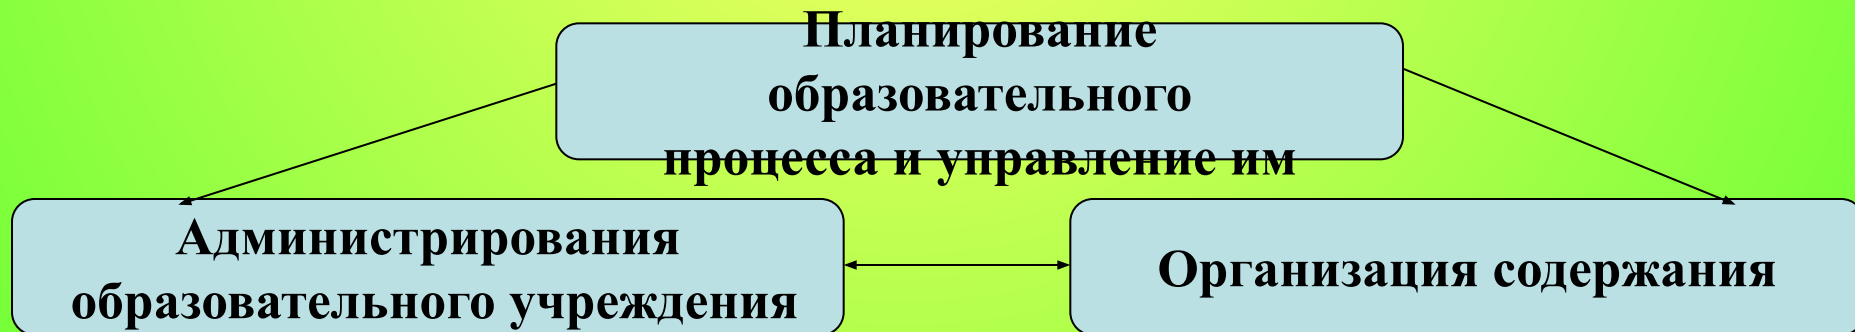 Планирование
образовательного
процесса и управление им
Администрирования
образовательного учреждения
Организация содержания